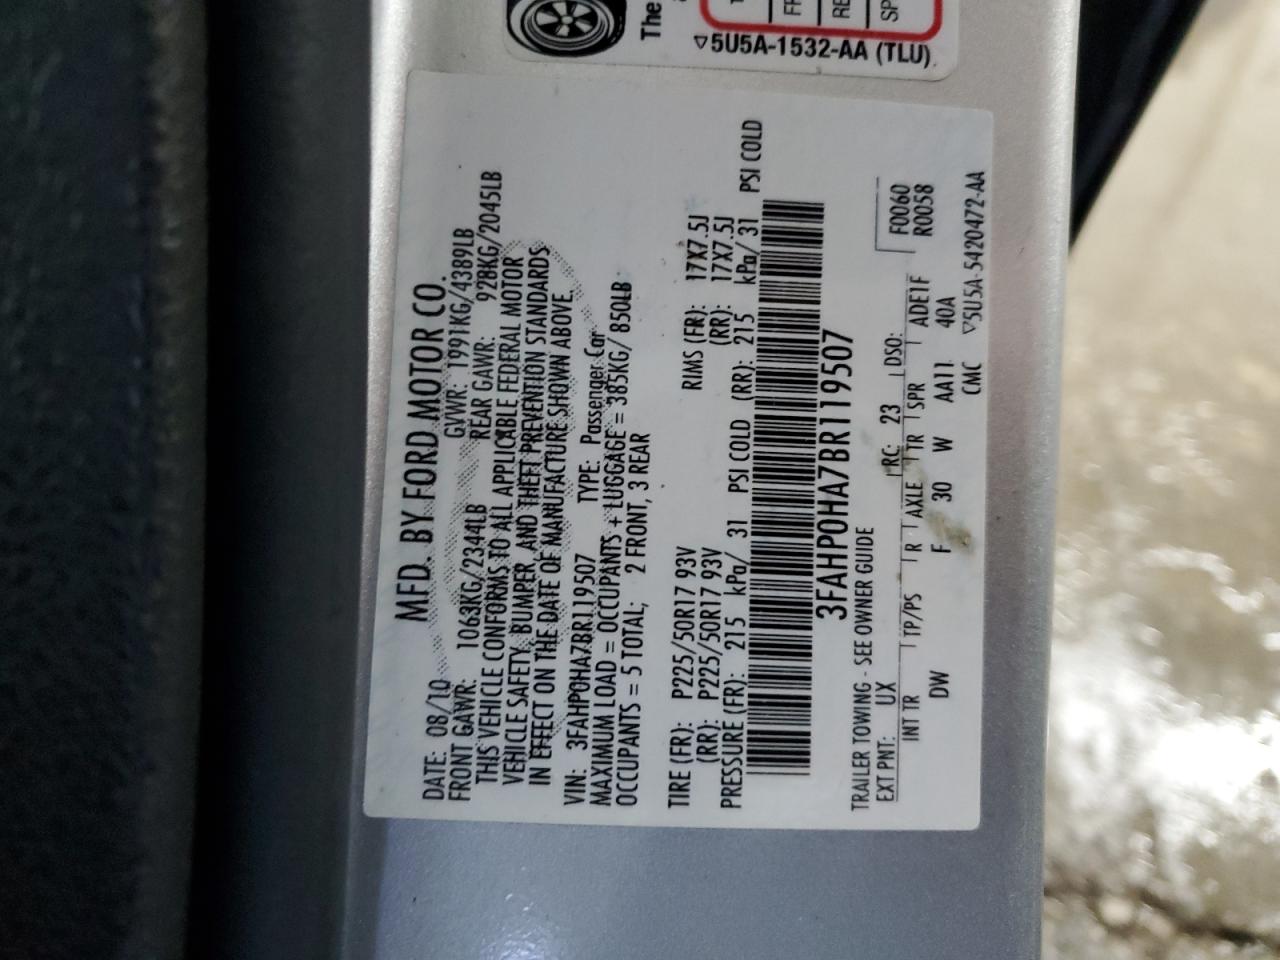 The
FR
RE
SP
▽5U5A-1532-AA (TLU)
MFD. BY FORD MOTOR CO.
DATE: 08/10 GVWR: 1991KG/4389LB
FRONT GAWR: 1063KG/2344LB REAR GAWR: 928KG/2045LB
THIS VEHICLE CONFORMS TO ALL APPLICABLE FEDERAL MOTOR
VEHICLE SAFETY, BUMPER, AND THEFT PREVENTION STANDARDS
IN EFFECT ON THE DATE OF MANUFACTURE SHOWN ABOVE.
VIN: 3FAHP0HA7BR119507 TYPE: Passenger Car
MAXIMUM LOAD = OCCUPANTS + LUGGAGE = 385KG/ 850LB
OCCUPANTS = 5 TOTAL; 2 FRONT, 3 REAR
TIRE (FR): P225/50R17 93V RIMS (FR): 17X7.5J
(RR): P225/50R17 93V (RR): 17X7.5J
PRESSURE (FR): 215 kPa/ 31 PSI COLD (RR): 215 kPa/ 31 PSI COLD
3FAHP0HA7BR119507
TRAILER TOWING - SEE OWNER GUIDE
EXT PNT: UX RC: 23 DSO: F0060
INT TR TP/PS R AXLE TR SPR ADE1F R0058
DW F 30 W AA11 40A
CMC ▽5U5A-5420472-AA